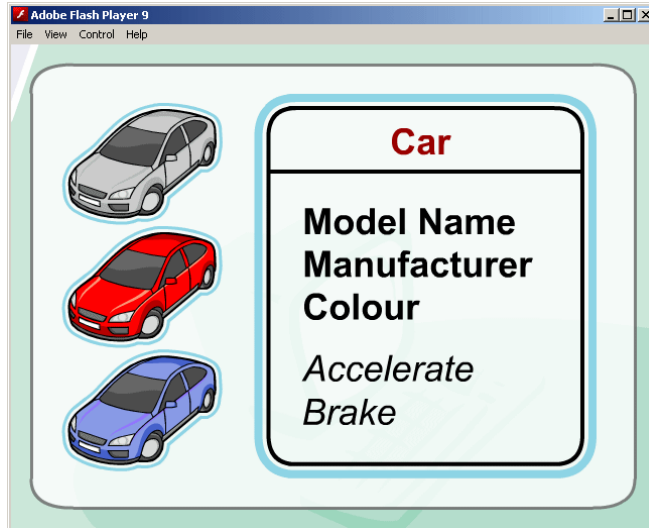 Adobe Flash Player 9
File View Control Help
Car
Model Name
Manufacturer
Colour
Accelerate
Brake